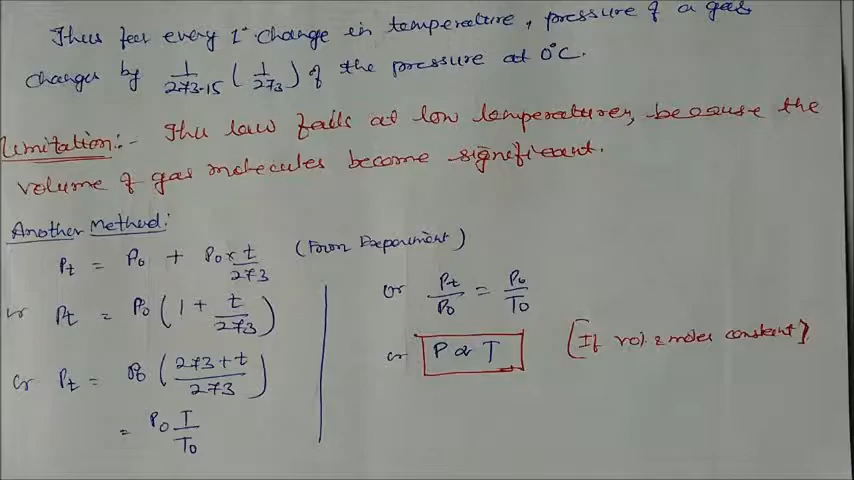 Thus for every 1° change in temperature, pressure of a gas
changes by 1/273.15 (1/273) of the pressure at 0°C.
Limitation:- This law fails at low temperatures, because the
volume of gas molecules become significant.
Another Method:
Pt = P0 + P0 x t/273 (From Experiment)
or Pt = P0 (1 + t/273)
or Pt = P0 (273+t/273)
= P0 T/T0
or Pt/P0 = P0/T0
or P α T [If vol. & moles constant]